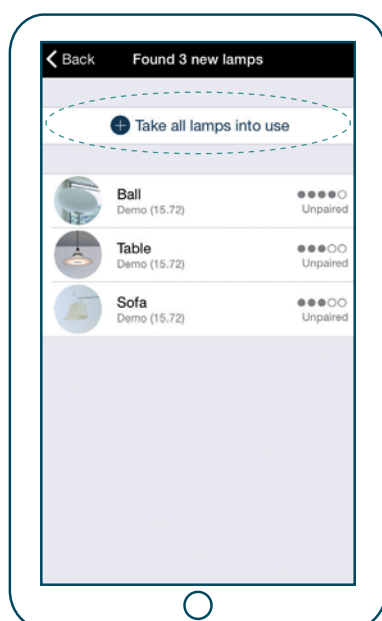 Back Found 3 new lamps
Take all lamps into use
Ball
Demo (15.72)
Unpaired
Table
Demo (15.72)
Unpaired
Sofa
Demo (15.72)
Unpaired